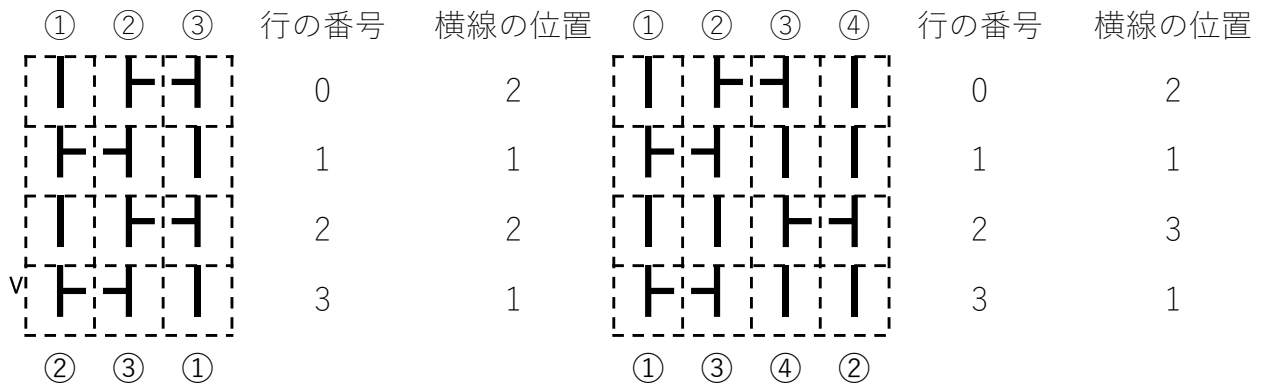 ① ② ③ 行の番号 横線の位置 ① ② ③ ④ 行の番号 横線の位置
0 2 0 2
1 1 1 1
2 2 2 3
v 3 1 3 1
② ③ ① ① ③ ④ ②